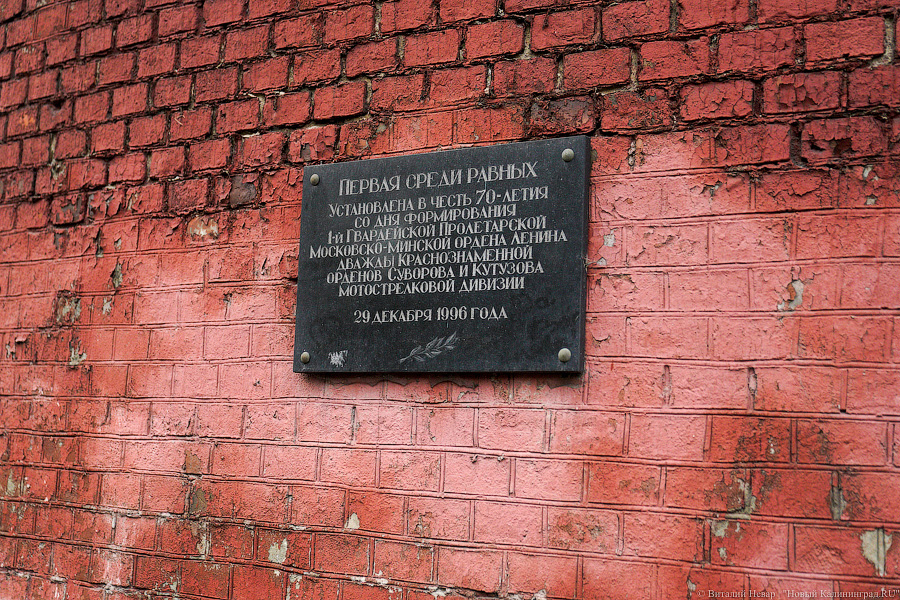 Первая среди равных
Установлена в честь 70-летия
со дня формирования
1-й Гвардейской Пролетарской
Московско-Минской ордена Ленина
дважды Краснознаменной
орденов Суворова и Кутузова
мотострелковой дивизии
29 декабря 1996 года
© Виталий Невар _ "Новый Калининград.RU"